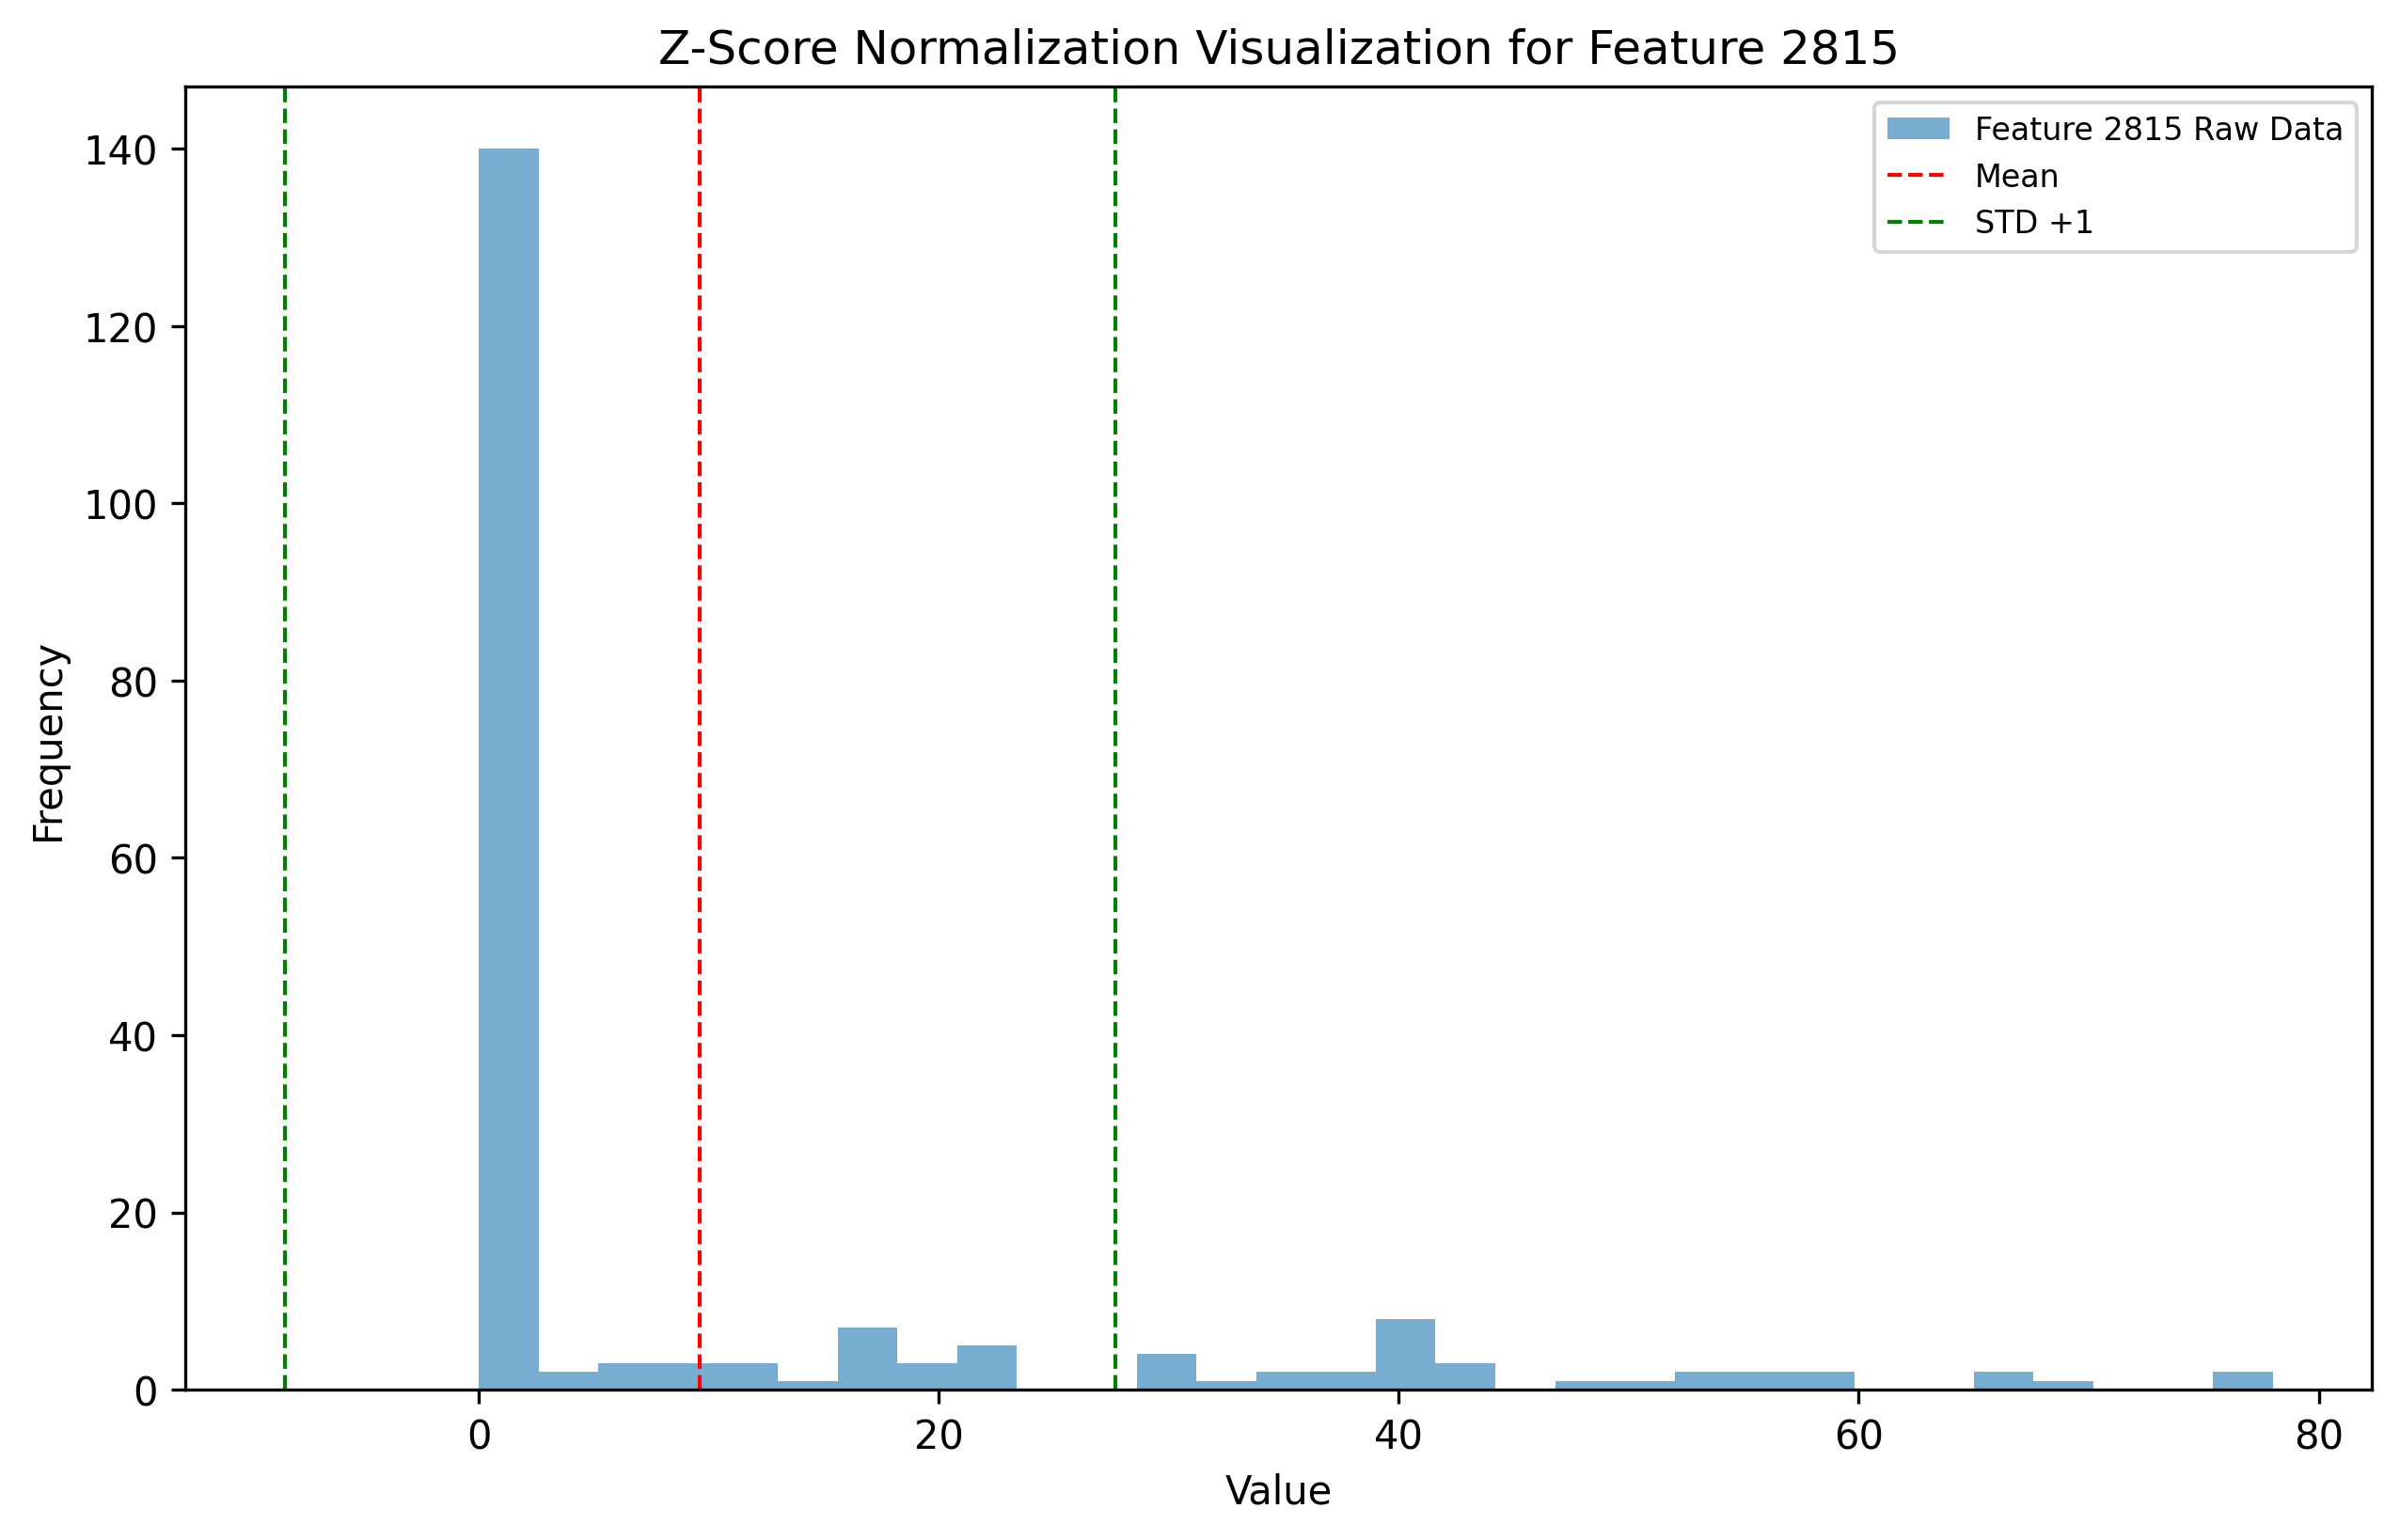 Z-Score Normalization Visualization for Feature 2815
Feature 2815 Raw Data
Mean
STD +1
140
120
100
80
60
40
20
0
Frequency
0 20 40 60 80
Value